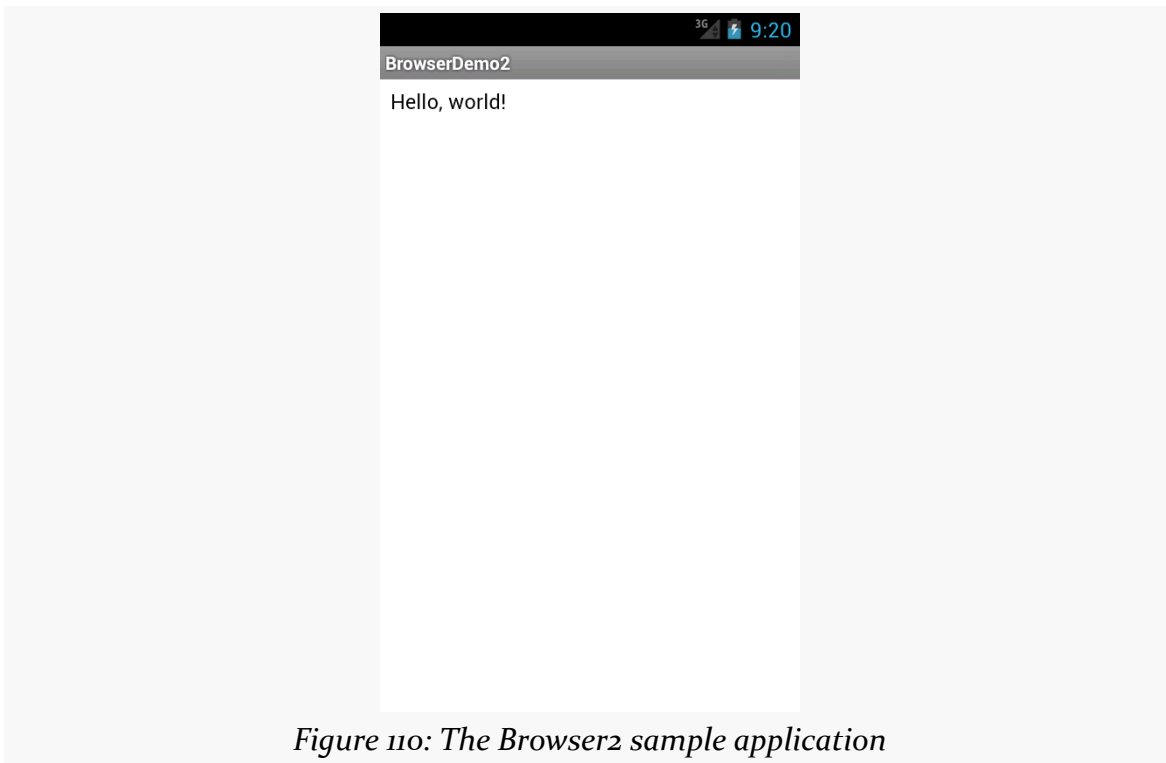 3G 9:20
BrowserDemo2
Hello, world!
Figure 110: The Browser2 sample application